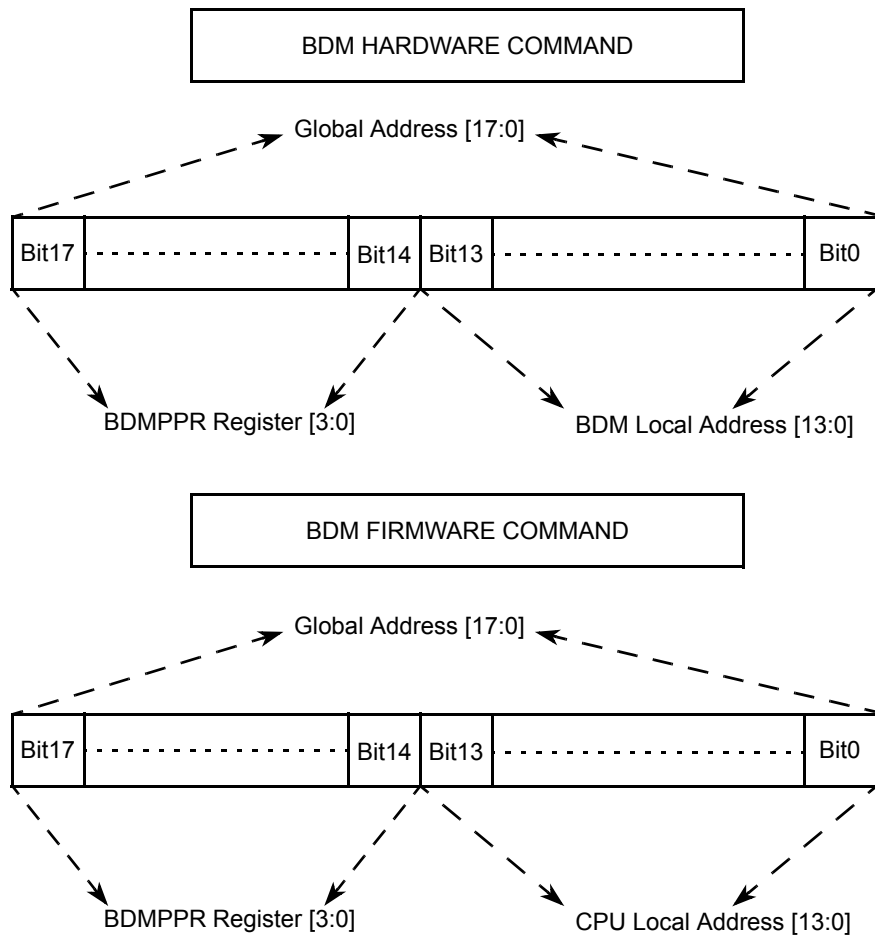 BDM HARDWARE COMMAND
Global Address [17:0]
Bit17 Bit14 Bit13 Bit0
BDMPPR Register [3:0] BDM Local Address [13:0]
BDM FIRMWARE COMMAND
Global Address [17:0]
Bit17 Bit14 Bit13 Bit0
BDMPPR Register [3:0] CPU Local Address [13:0]